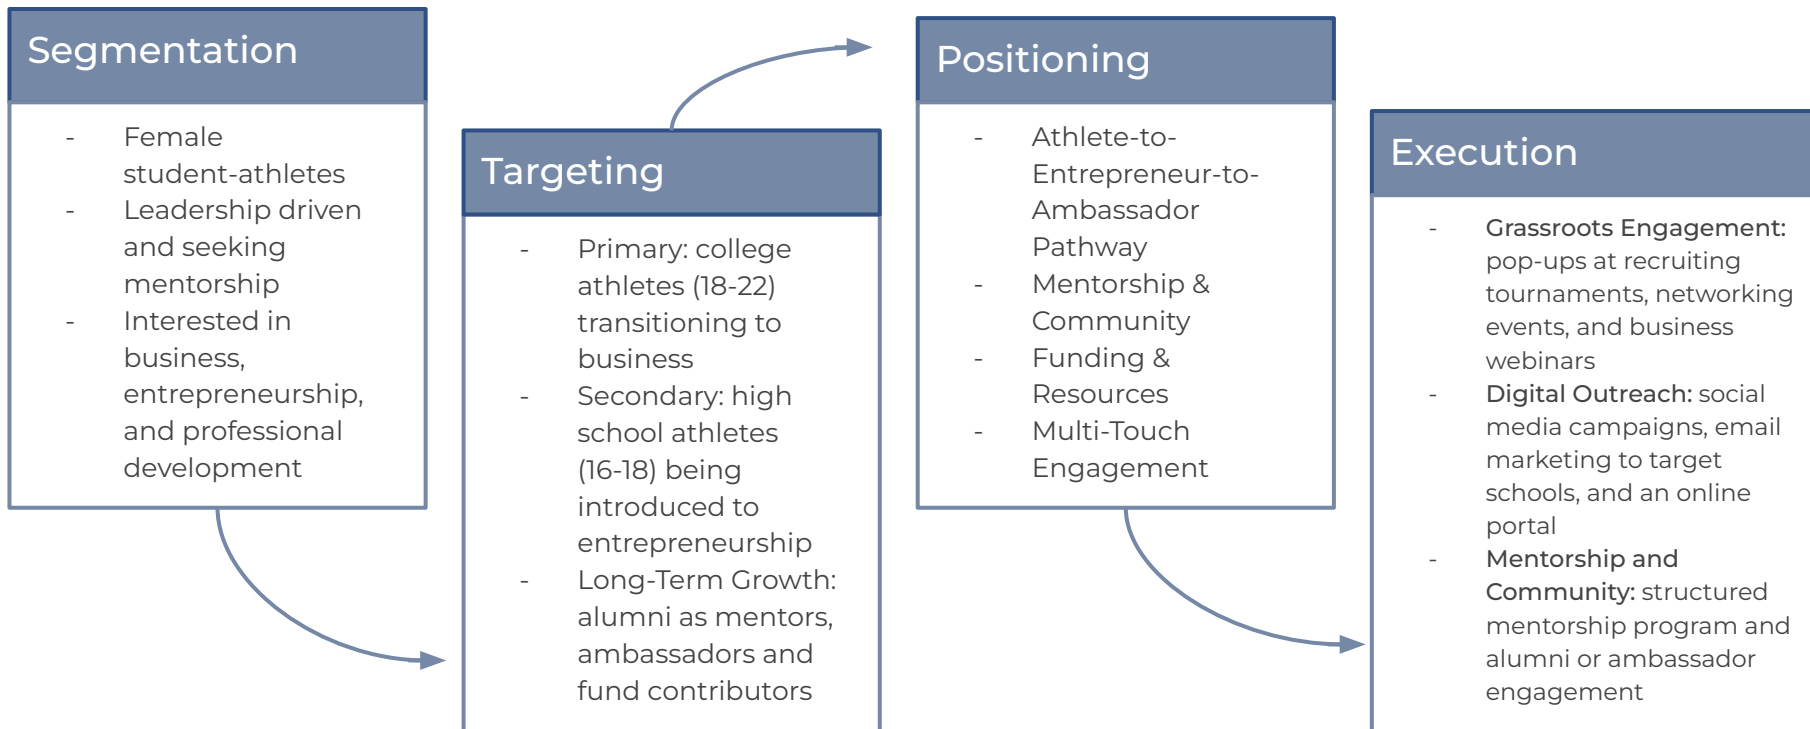 Segmentation
- Female
student-athletes
- Leadership driven
and seeking
mentorship
- Interested in
business,
entrepreneurship,
and professional
development
Targeting
- Primary: college
athletes (18-22)
transitioning to
business
- Secondary: high
school athletes
(16-18) being
introduced to
entrepreneurship
- Long-Term Growth:
alumni as mentors,
ambassadors and
fund contributors
Positioning
- Athlete-to-
Entrepreneur-to-
Ambassador
Pathway
- Mentorship &
Community
- Funding &
Resources
- Multi-Touch
Engagement
Execution
- Grassroots Engagement:
pop-ups at recruiting
tournaments, networking
events, and business
webinars
- Digital Outreach: social
media campaigns, email
marketing to target
schools, and an online
portal
- Mentorship and
Community: structured
mentorship program and
alumni or ambassador
engagement